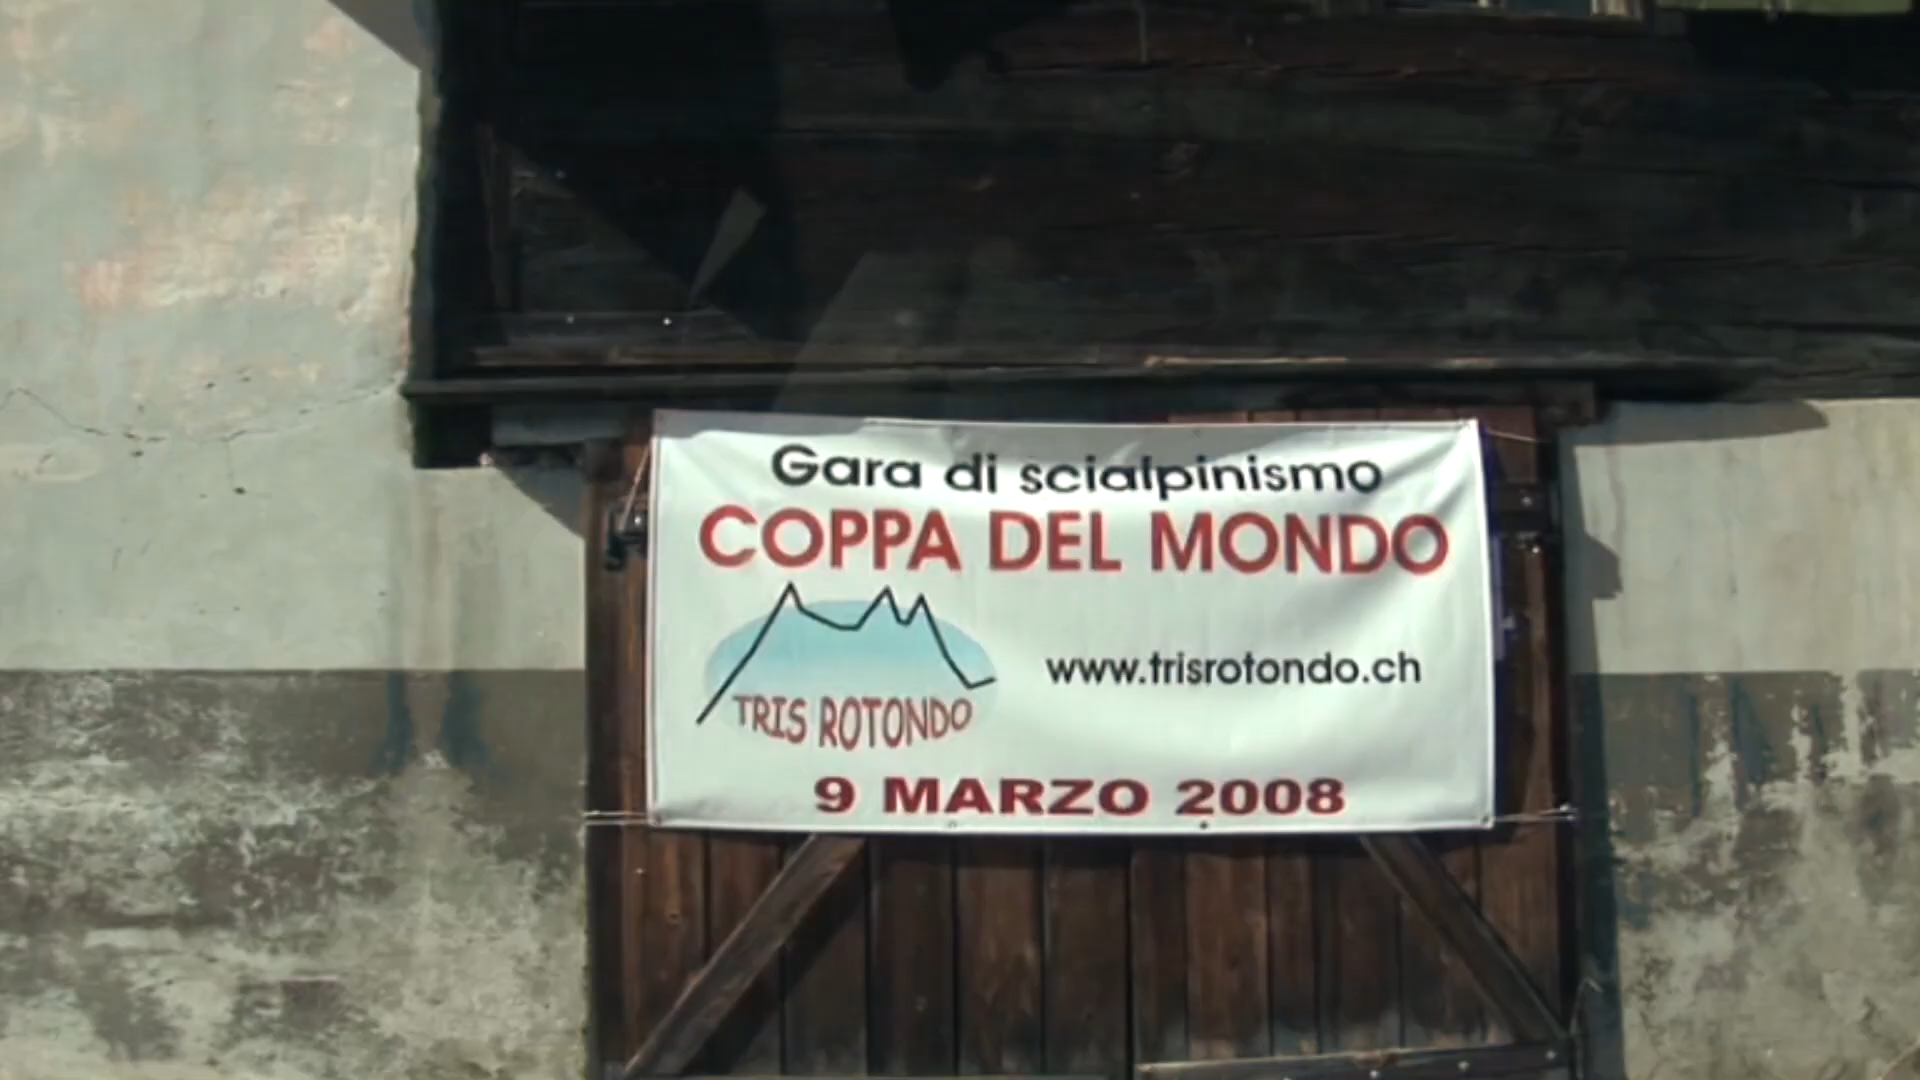 Gara di scialpinismo
COPPA DEL MONDO
www.trisrotondo.ch
TRIS ROTONDO
9 MARZO 2008